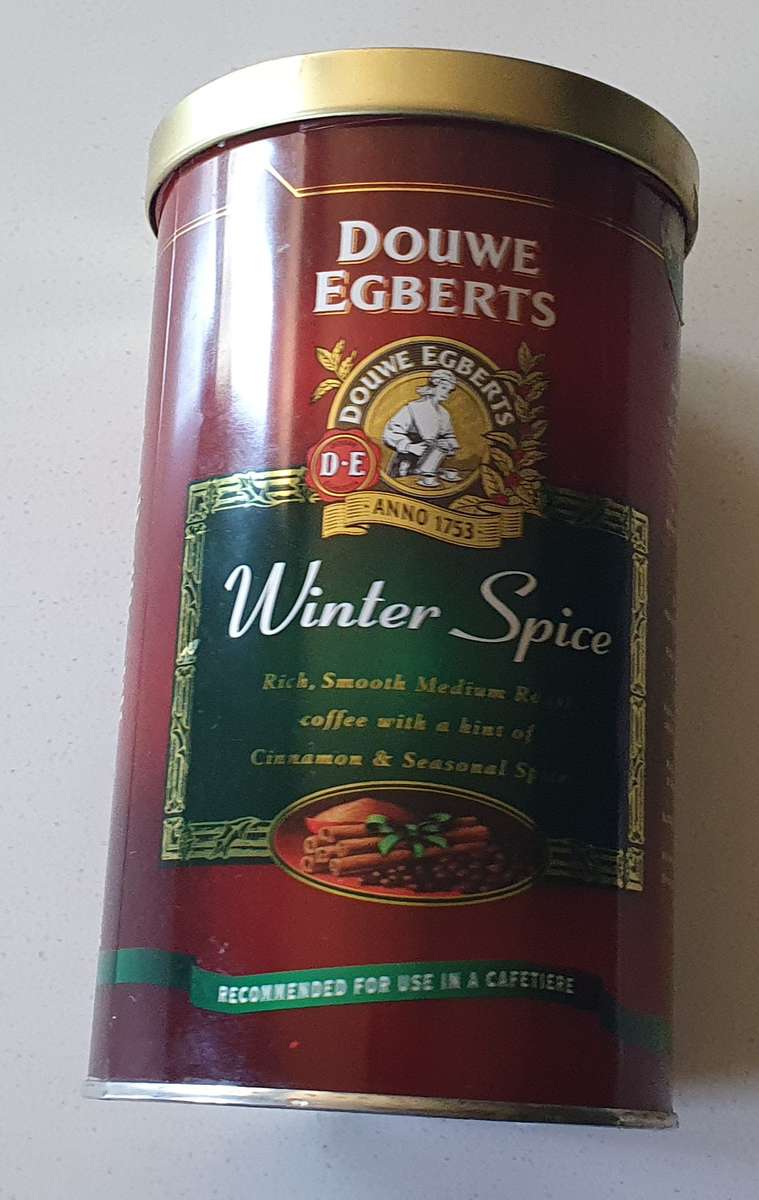 DOUWE
EGBERTS
DOUWE EGBERTS
D·E
ANNO 1753
Winter Spice
Rich, Smooth Medium
coffee with a hint of
Cinnamon & Seasonal
RECOMMENDED FOR USE IN A CAFETIERE